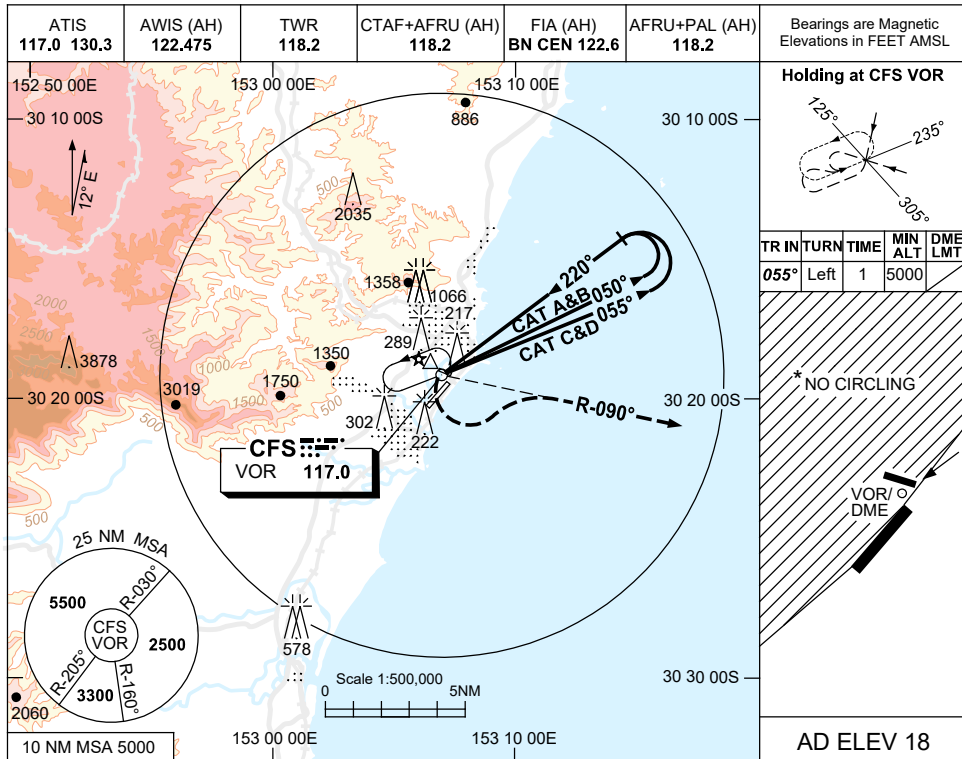 ATIS
117.0 130.3
AWIS (AH)
122.475
TWR
118.2
CTAF+AFRU (AH)
118.2
FIA (AH)
BN CEN 122.6
AFRU+PAL (AH)
118.2
Bearings are Magnetic
Elevations in FEET AMSL
152 50 00E
153 00 00E
153 10 00E
30 10 00S
30 10 00S
886
12° E
500
2035
1358
1066
217
289
220°
CAT A&B 050°
CAT C&D 055°
2000
2500
1500
1000
3878
3019
1350
1750
1500
500
500
500
30 20 00S
30 20 00S
302
222
R-090°
CFS
VOR 117.0
25 NM MSA
5500
R-030°
CFS
VOR
2500
R-205°
R-160°
3300
2060
578
Scale 1:500,000
0 5NM
30 30 00S
10 NM MSA 5000
153 00 00E
153 10 00E
Holding at CFS VOR
125°
235°
305°
TR IN TURN TIME MIN ALT DME LMT
055° Left 1 5000
*NO CIRCLING
VOR/
DME
AD ELEV 18